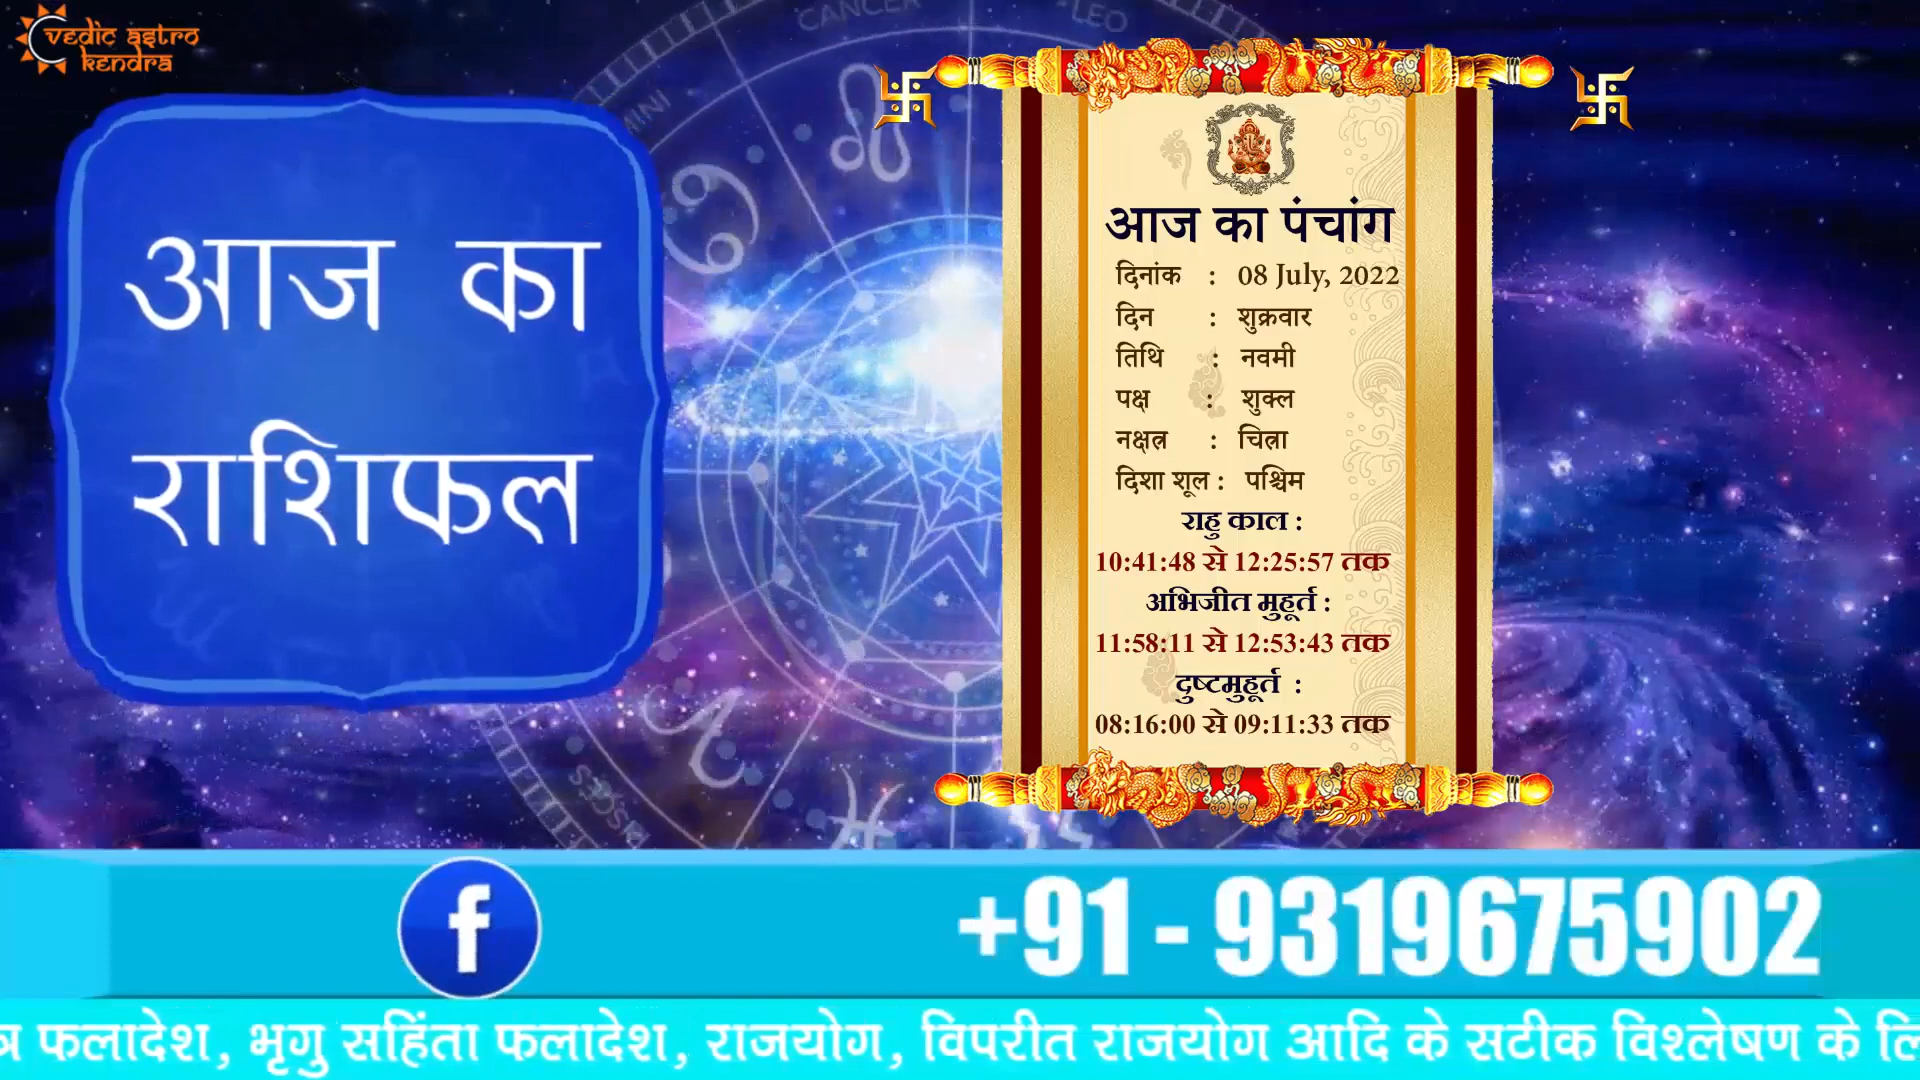 vedic astro
kendra
CANCER
LEO
आज का
राशिफल
आज का पंचांग
दिनांक : 08 July, 2022
दिन : शुक्रवार
तिथि : नवमी
पक्ष : शुक्ल
नक्षत्र : चित्रा
दिशा शूल : पश्चिम
राहु काल :
10:41:48 से 12:25:57 तक
अभिजीत मुहूर्त :
11:58:11 से 12:53:43 तक
दुष्टमुहूर्त :
08:16:00 से 09:11:33 तक
f
+91 - 9319675902
फलादेश, भृगु सहिंता फलादेश, राजयोग, विपरीत राजयोग आदि के सटीक विश्लेषण के